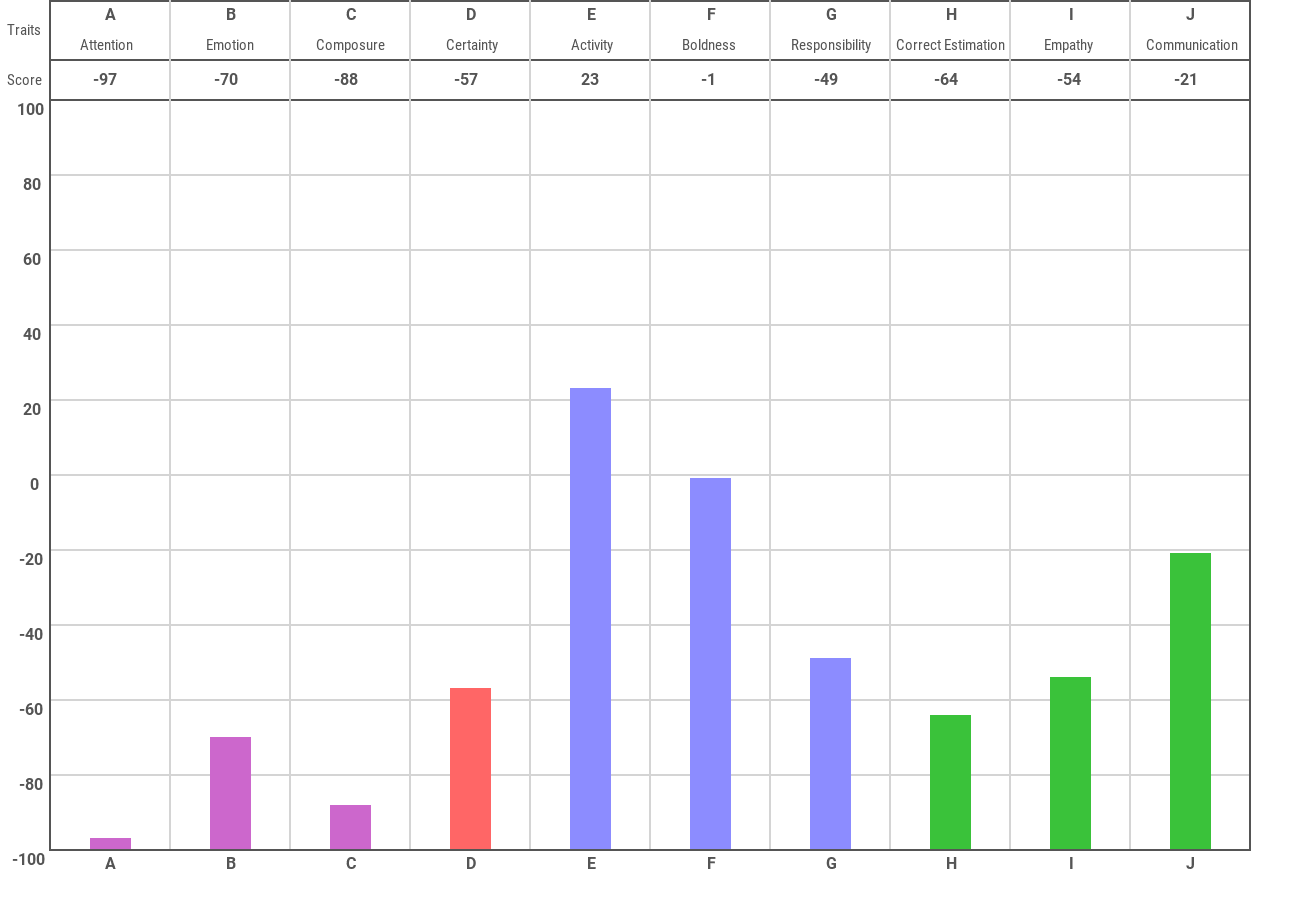 Traits A B C D E F G H I J
Attention Emotion Composure Certainty Activity Boldness Responsibility Correct Estimation Empathy Communication
Score -97 -70 -88 -57 23 -1 -49 -64 -54 -21
100
80
60
40
20
0
-20
-40
-60
-80
-100
A B C D E F G H I J